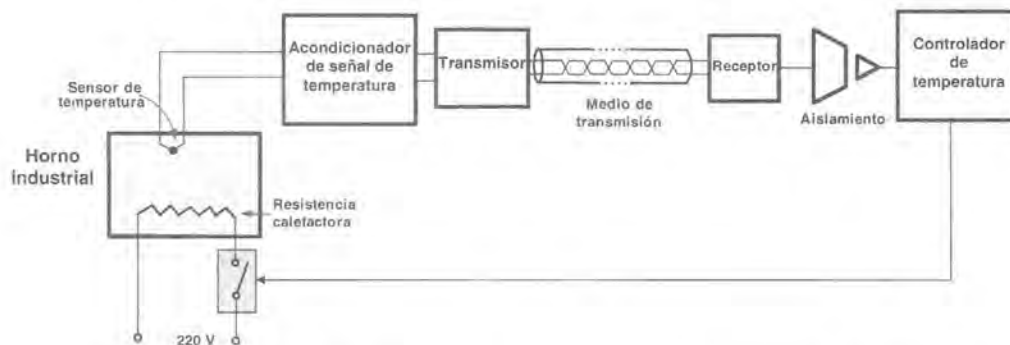 Acondicionador
de señal de
temperatura
Transmisor
Medio de
transmisión
Receptor
Aislamiento
Controlador
de
temperatura
Sensor de
temperatura
Horno
industrial
Resistencia
calefactora
220 V